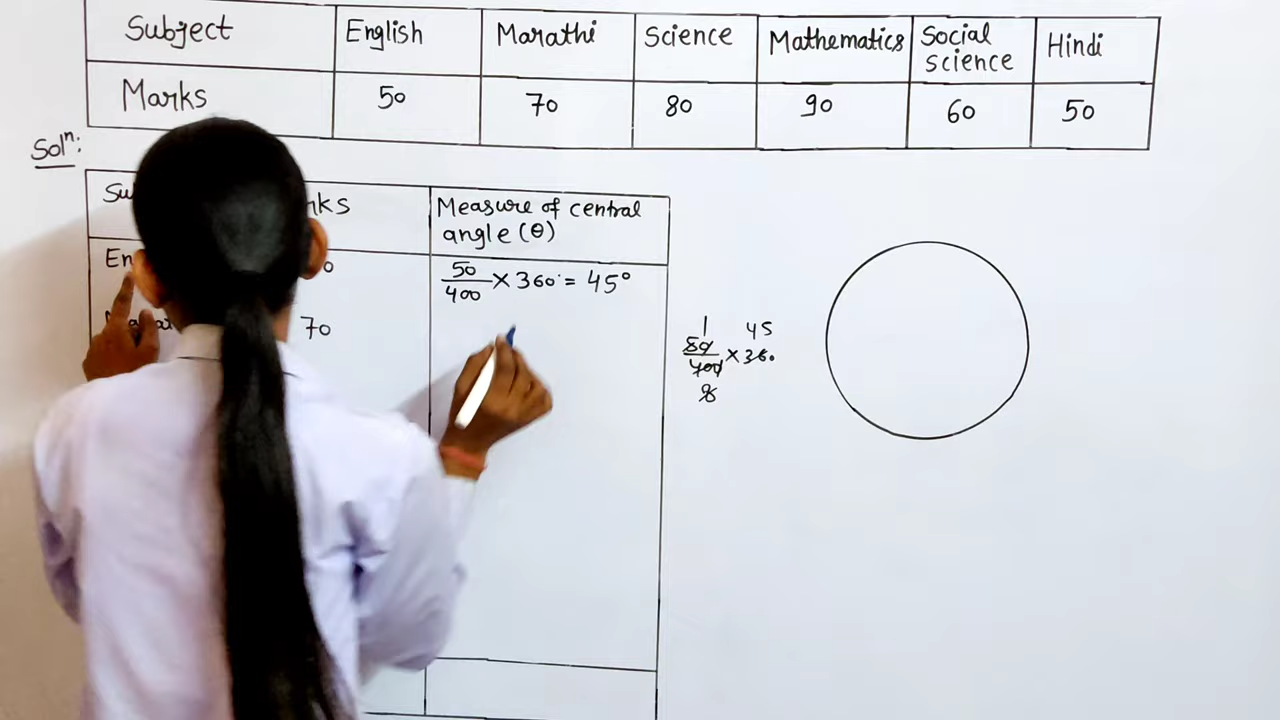 Subject English Marathi Science Mathematics Social science Hindi
Marks 50 70 80 90 60 50
Solⁿ:
Measure of central
angle (θ)
50/400 × 360° = 45°
70
1 45
50/400 × 360
8